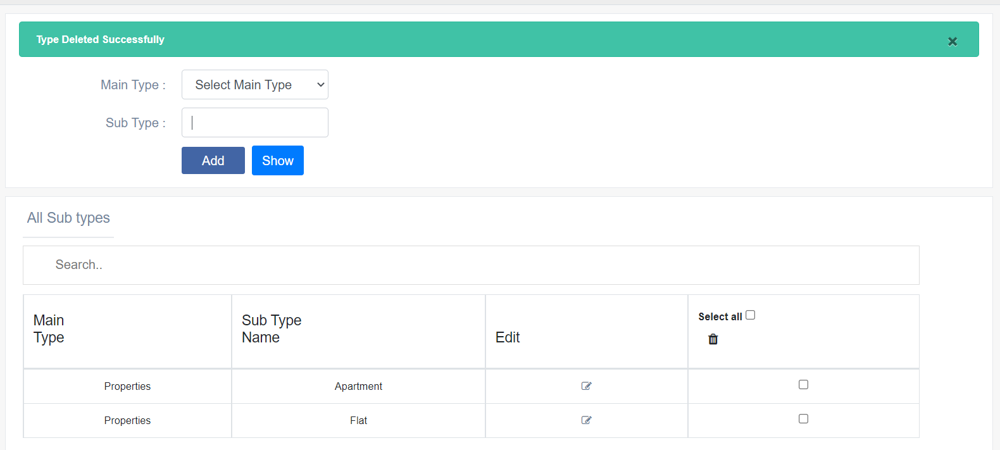 Type Deleted Successfully
Main Type :
Select Main Type
Sub Type :
Add
Show
All Sub types
Search..
Main
Type
Sub Type
Name
Edit
Select all
Properties
Apartment
Properties
Flat